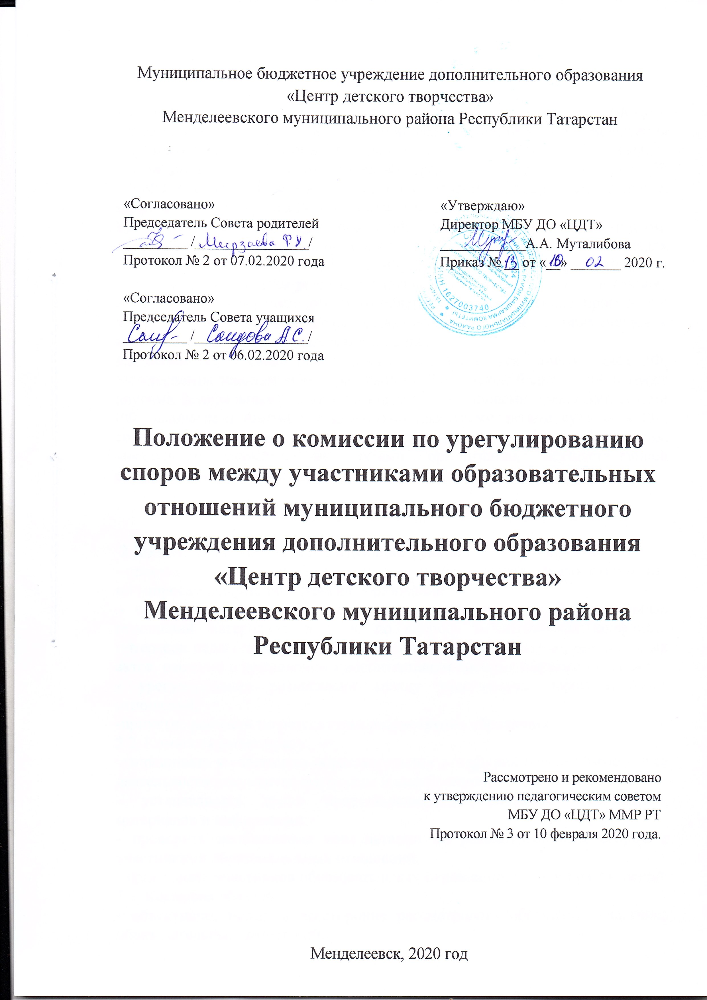 Муниципальное бюджетное учреждение дополнительного образования
«Центр детского творчества»
Менделеевского муниципального района Республики Татарстан
«Согласовано»
Председатель Совета родителей
/ Мирзаева Ф.У. /
Протокол № 2 от 07.02.2020 года
«Утверждаю»
Директор МБУ ДО «ЦДТ»
А.А. Муталибова
Приказ № 13 от «10» 02 2020 г.
ИНН 1627003740
«Согласовано»
Председатель Совета учащихся
/ Саидова А.С. /
Протокол № 2 от 06.02.2020 года
Положение о комиссии по урегулированию
споров между участниками образовательных
отношений муниципального бюджетного
учреждения дополнительного образования
«Центр детского творчества»
Менделеевского муниципального района
Республики Татарстан
Рассмотрено и рекомендовано
к утверждению педагогическим советом
МБУ ДО «ЦДТ» ММР РТ
Протокол № 3 от 10 февраля 2020 года.
Менделеевск, 2020 год